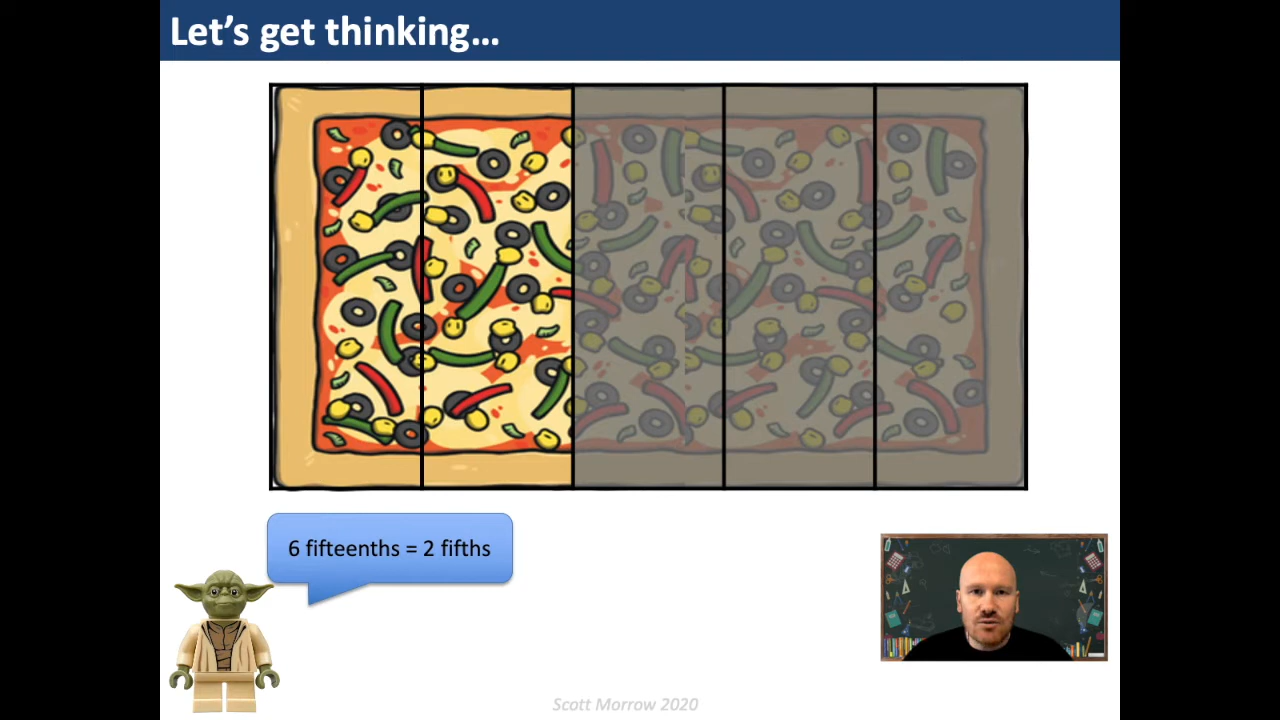 Let's get thinking…
6 fifteenths = 2 fifths
Scott Morrow 2020